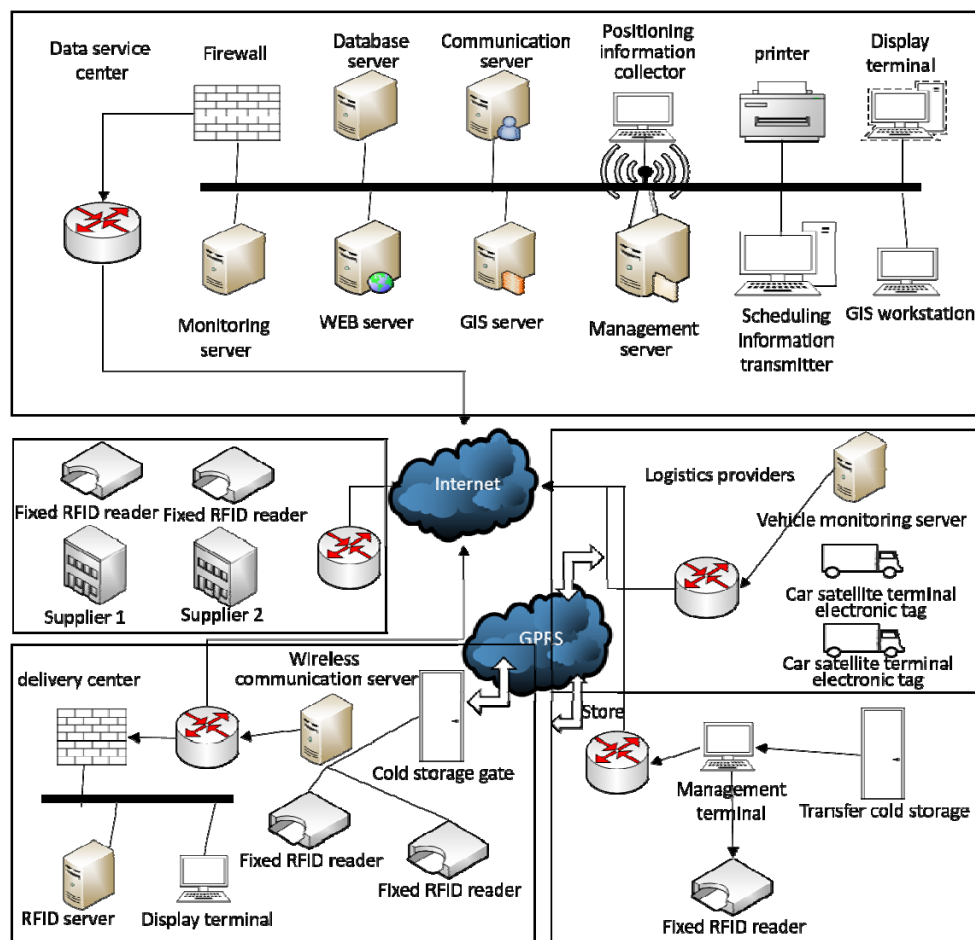 Data service
center
Firewall
Database
server
Communication
server
Positioning
information
collector
printer
Display
terminal
Monitoring
server
WEB server
GIS server
Management
server
Scheduling
information
transmitter
GIS workstation
Fixed RFID reader
Fixed RFID reader
Supplier 1
Supplier 2
Internet
Logistics providers
Vehicle monitoring server
Car satellite terminal
electronic tag
Car satellite terminal
electronic tag
GPRS
delivery center
Wireless
communication server
Cold storage gate
Fixed RFID reader
Fixed RFID reader
RFID server
Display terminal
Store
Management
terminal
Transfer cold storage
Fixed RFID reader